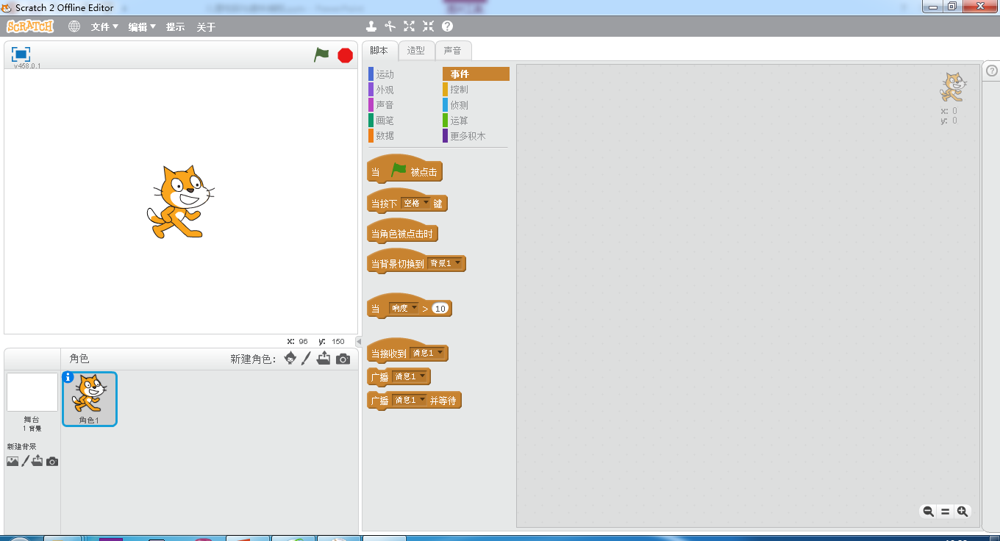 Scratch 2 Offline Editor
SCRATCH 文件 编辑 提示 关于
v458.0.1
脚本 造型 声音
运动 事件
外观 控制
声音 侦测
画笔 运算
数据 更多积木
当 被点击
当按下 空格 键
当角色被点击时
当背景切换到 背景1
当 响度 > 10
当接收到 消息1
广播 消息1
广播 消息1 并等待
x: 0
y: 0
x: 96 y: 150
角色 新建角色:
舞台
1 背景
新建背景
角色1